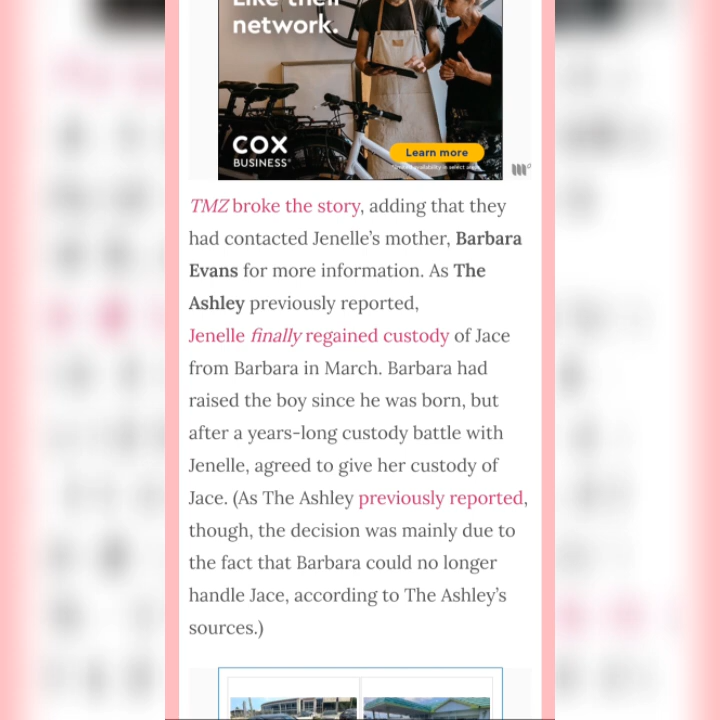 network.
COX
BUSINESS
Learn more
TMZ broke the story, adding that they
had contacted Jenelle’s mother, Barbara
Evans for more information. As The
Ashley previously reported,
Jenelle finally regained custody of Jace
from Barbara in March. Barbara had
raised the boy since he was born, but
after a years-long custody battle with
Jenelle, agreed to give her custody of
Jace. (As The Ashley previously reported,
though, the decision was mainly due to
the fact that Barbara could no longer
handle Jace, according to The Ashley’s
sources.)